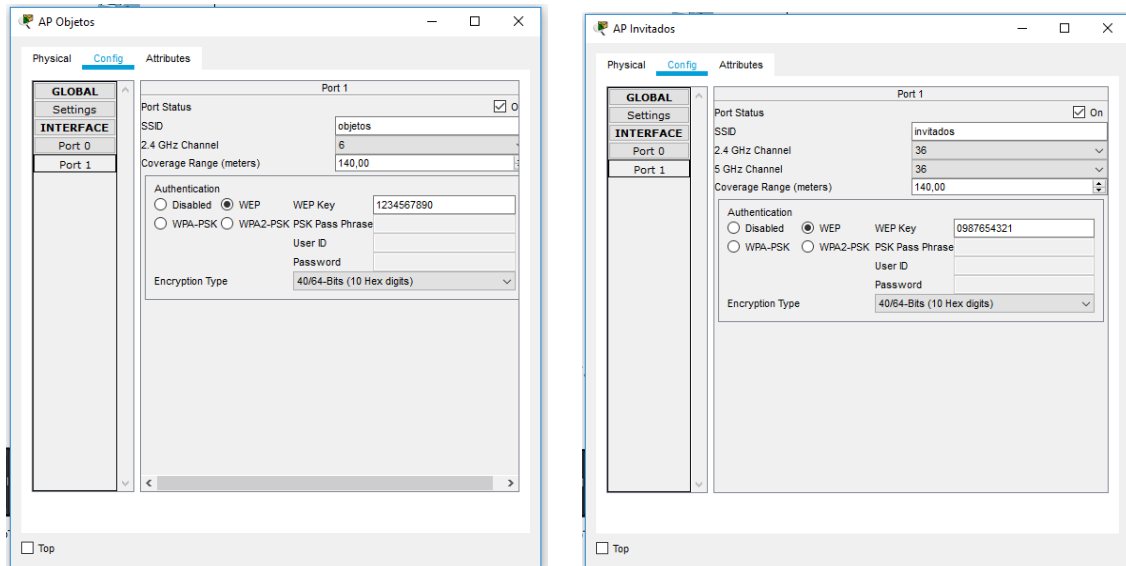 AP Objetos
Physical Config Attributes
GLOBAL
Settings
INTERFACE
Port 0
Port 1
Port 1
Port Status
SSID objetos
2.4 GHz Channel 6
Coverage Range (meters) 140,00
Authentication
Disabled WEP WEP Key 1234567890
WPA-PSK WPA2-PSK PSK Pass Phrase
User ID
Password
Encryption Type 40/64-Bits (10 Hex digits)
Top
AP Invitados
Physical Config Attributes
GLOBAL
Settings
INTERFACE
Port 0
Port 1
Port 1
Port Status On
SSID invitados
2.4 GHz Channel 36
5 GHz Channel 36
Coverage Range (meters) 140,00
Authentication
Disabled WEP WEP Key 0987654321
WPA-PSK WPA2-PSK PSK Pass Phrase
User ID
Password
Encryption Type 40/64-Bits (10 Hex digits)
Top